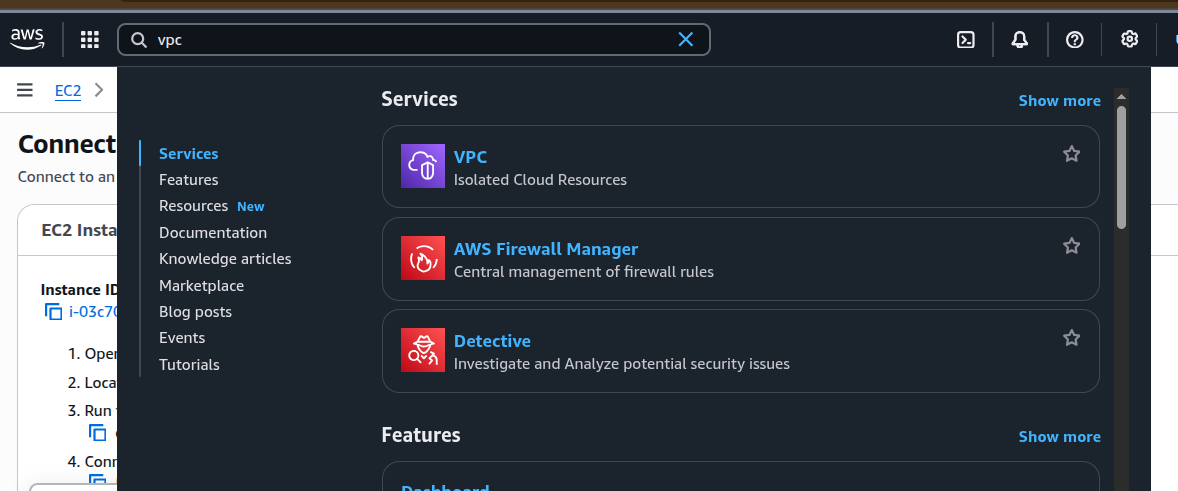 aws
vpc
EC2
Connect
Connect to an
EC2 Insta
Instance ID
i-03c70
1. Oper
2. Loca
3. Run
4. Conn
Services
Features
Resources New
Documentation
Knowledge articles
Marketplace
Blog posts
Events
Tutorials
Services
Show more
VPC
Isolated Cloud Resources
AWS Firewall Manager
Central management of firewall rules
Detective
Investigate and Analyze potential security issues
Features
Show more
Dashboard